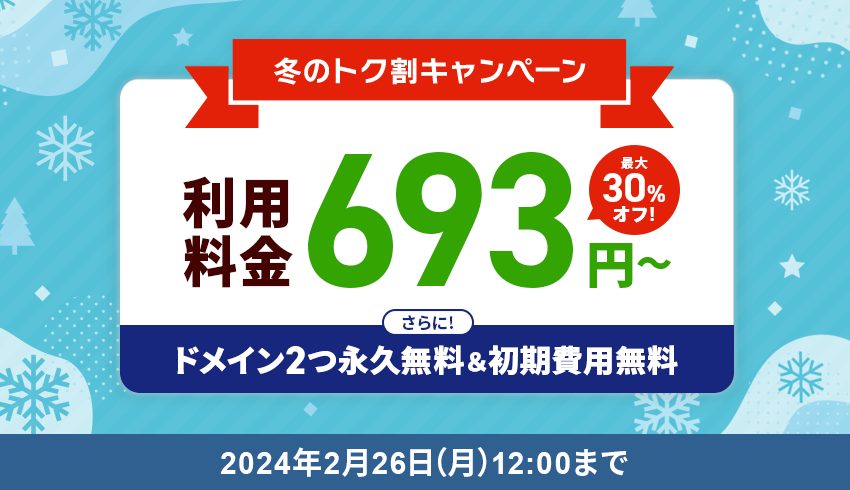 冬のトク割キャンペーン
利用
料金
693
円〜
最大
30%
オフ!
さらに!
ドメイン2つ永久無料&初期費用無料
2024年2月26日(月)12:00まで